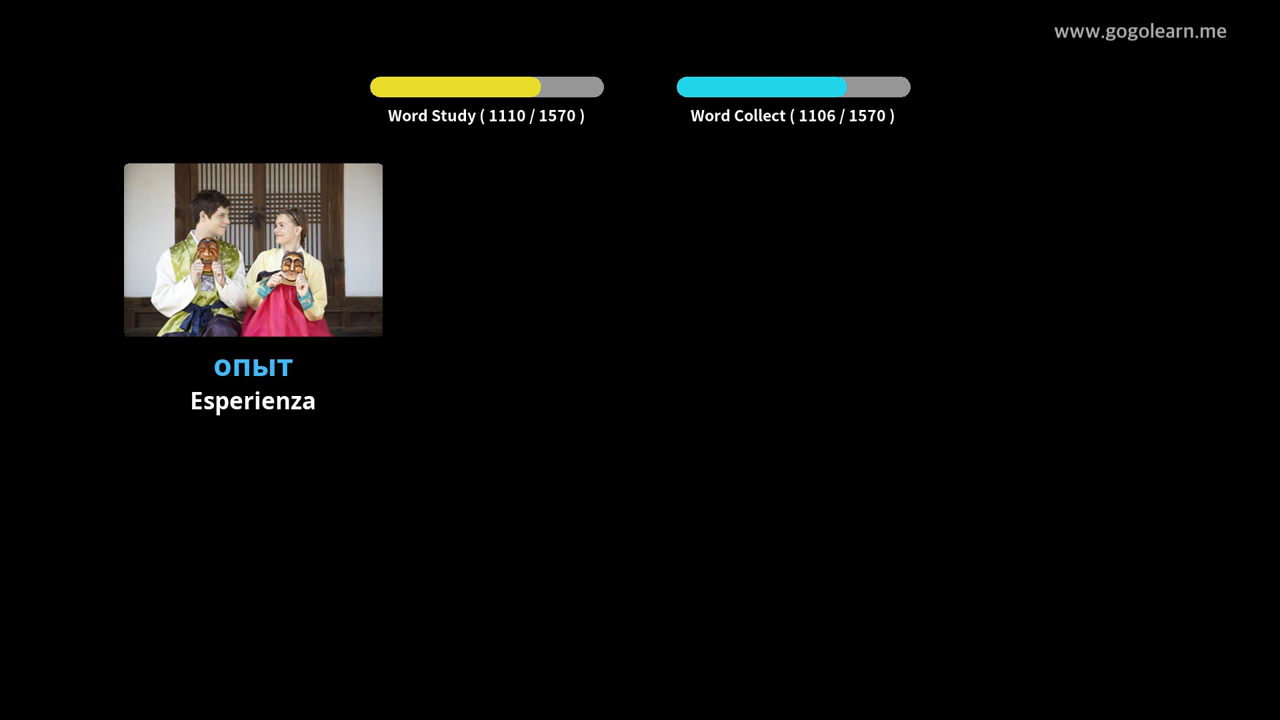 www.gogolearn.me
Word Study ( 1110 / 1570 )
Word Collect ( 1106 / 1570 )
опыт
Esperienza